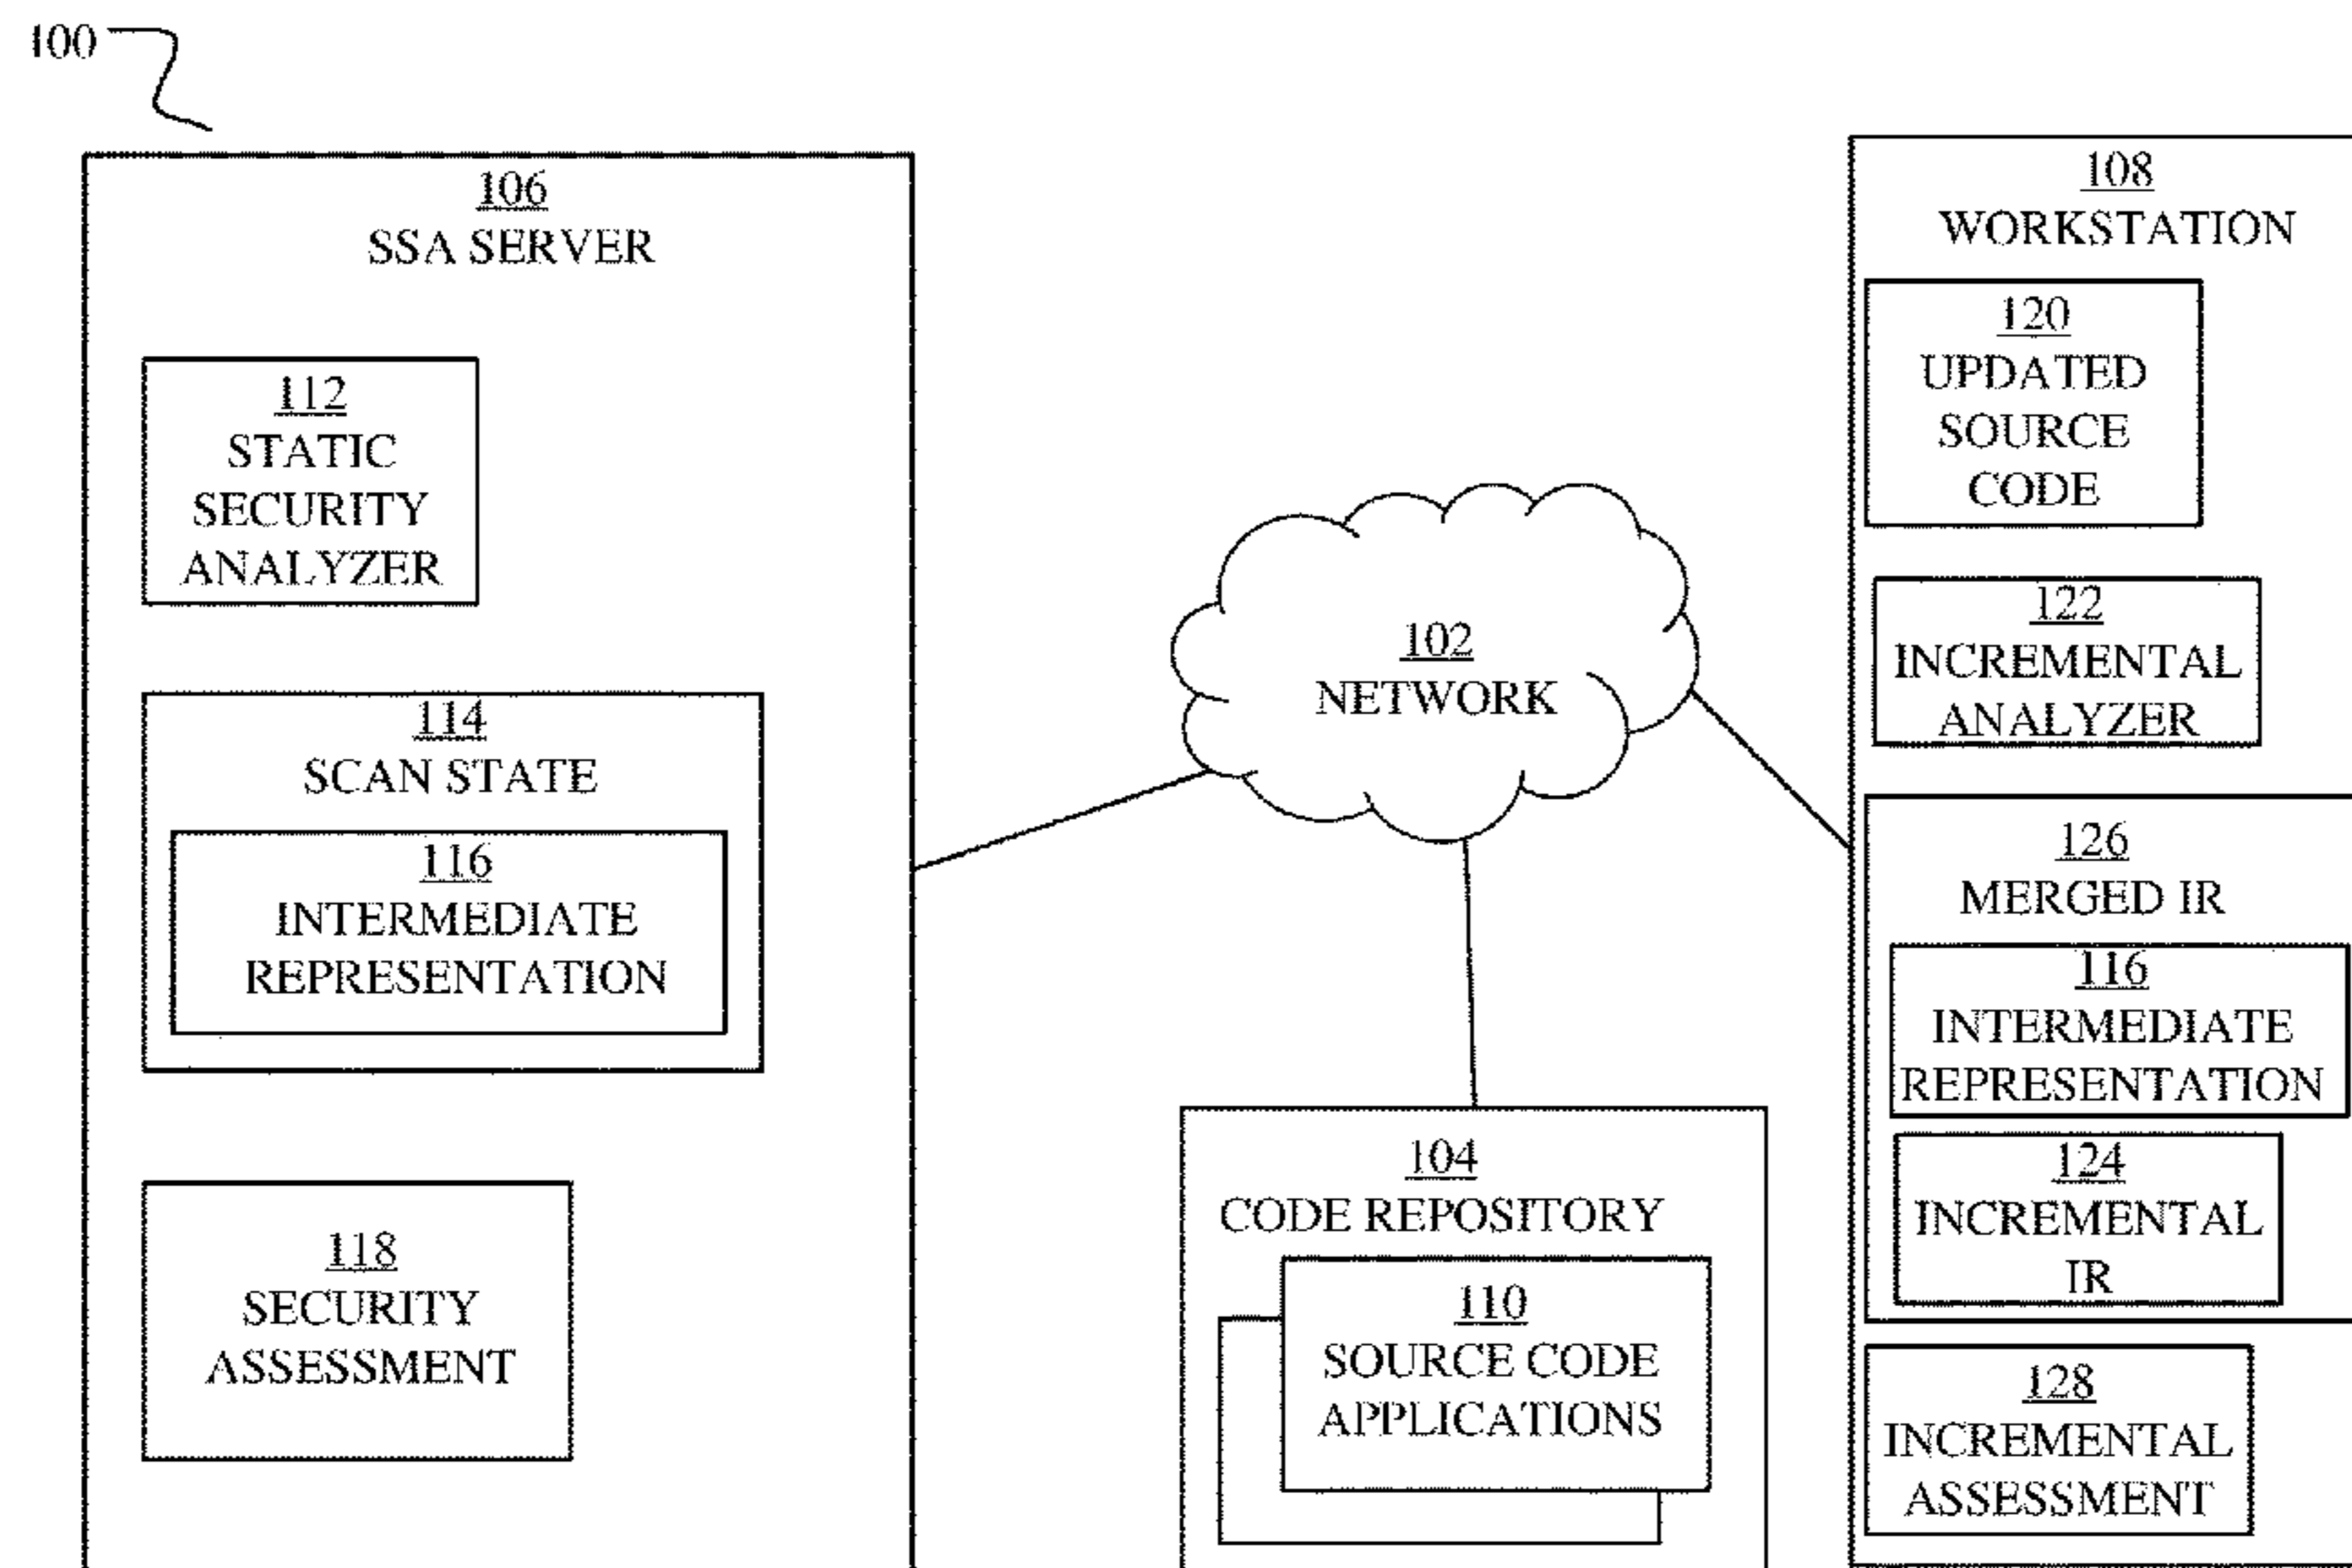 100
106
SSA SERVER
112
STATIC
SECURITY
ANALYZER
114
SCAN STATE
116
INTERMEDIATE
REPRESENTATION
118
SECURITY
ASSESSMENT
102
NETWORK
104
CODE REPOSITORY
110
SOURCE CODE
APPLICATIONS
108
WORKSTATION
120
UPDATED
SOURCE
CODE
122
INCREMENTAL
ANALYZER
126
MERGED IR
116
INTERMEDIATE
REPRESENTATION
124
INCREMENTAL
IR
128
INCREMENTAL
ASSESSMENT